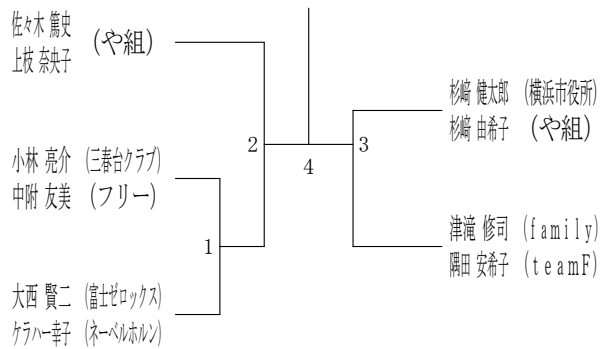 佐々木 篤史
上枝 奈央子 (や組)
小林 亮介 (三春台クラブ)
中附 友美 (フリー)
大西 賢二 (富士ゼロックス)
ケラハー幸子 (ネーベルホルン)
1
2
4
3
杉﨑 健太郎 (横浜市役所)
杉﨑 由希子 (や組)
津滝 修司 (family)
隅田 安希子 (teamF)